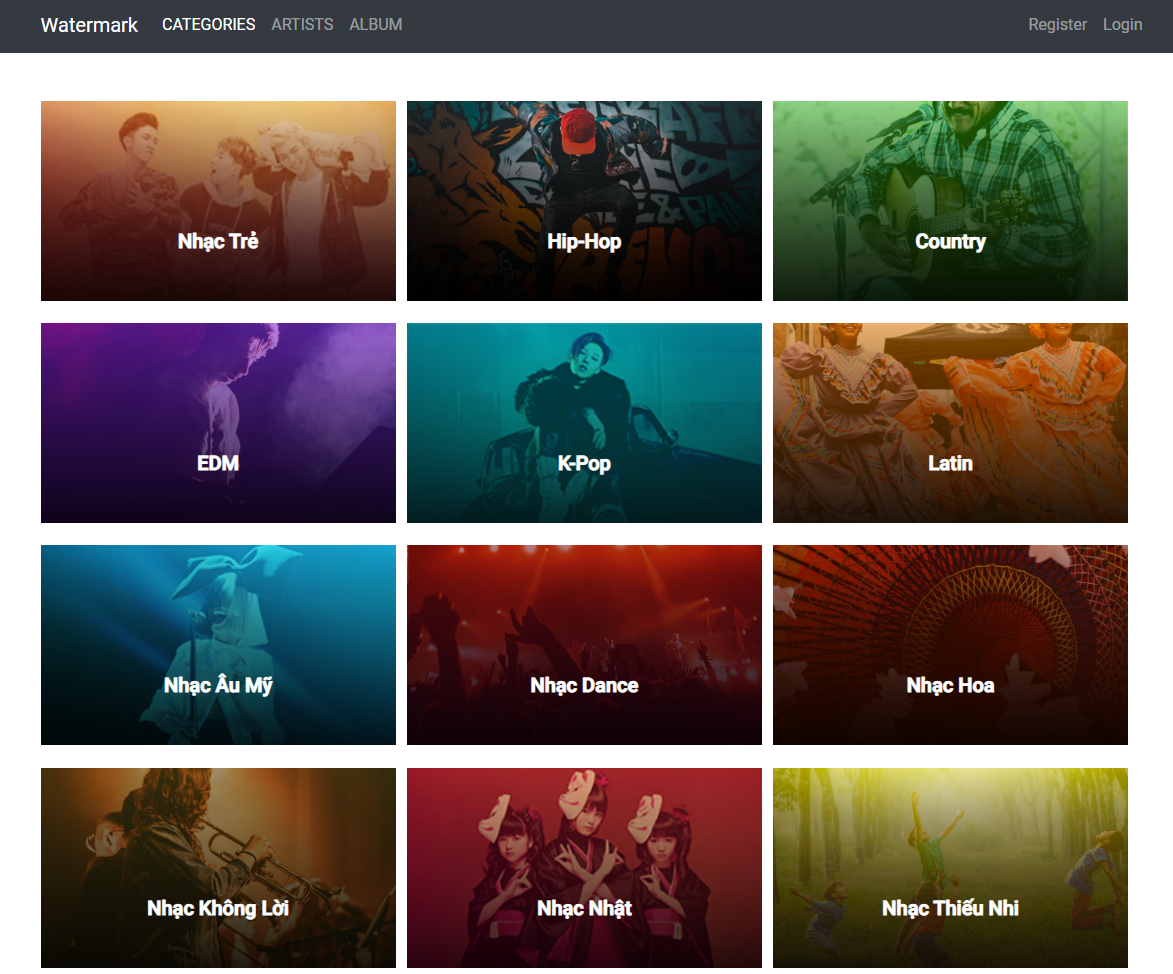 Watermark CATEGORIES ARTISTS ALBUM Register Login
Nhạc Trẻ
Hip-Hop
Country
EDM
K-Pop
Latin
Nhạc Âu Mỹ
Nhạc Dance
Nhạc Hoa
Nhạc Không Lời
Nhạc Nhật
Nhạc Thiếu Nhi